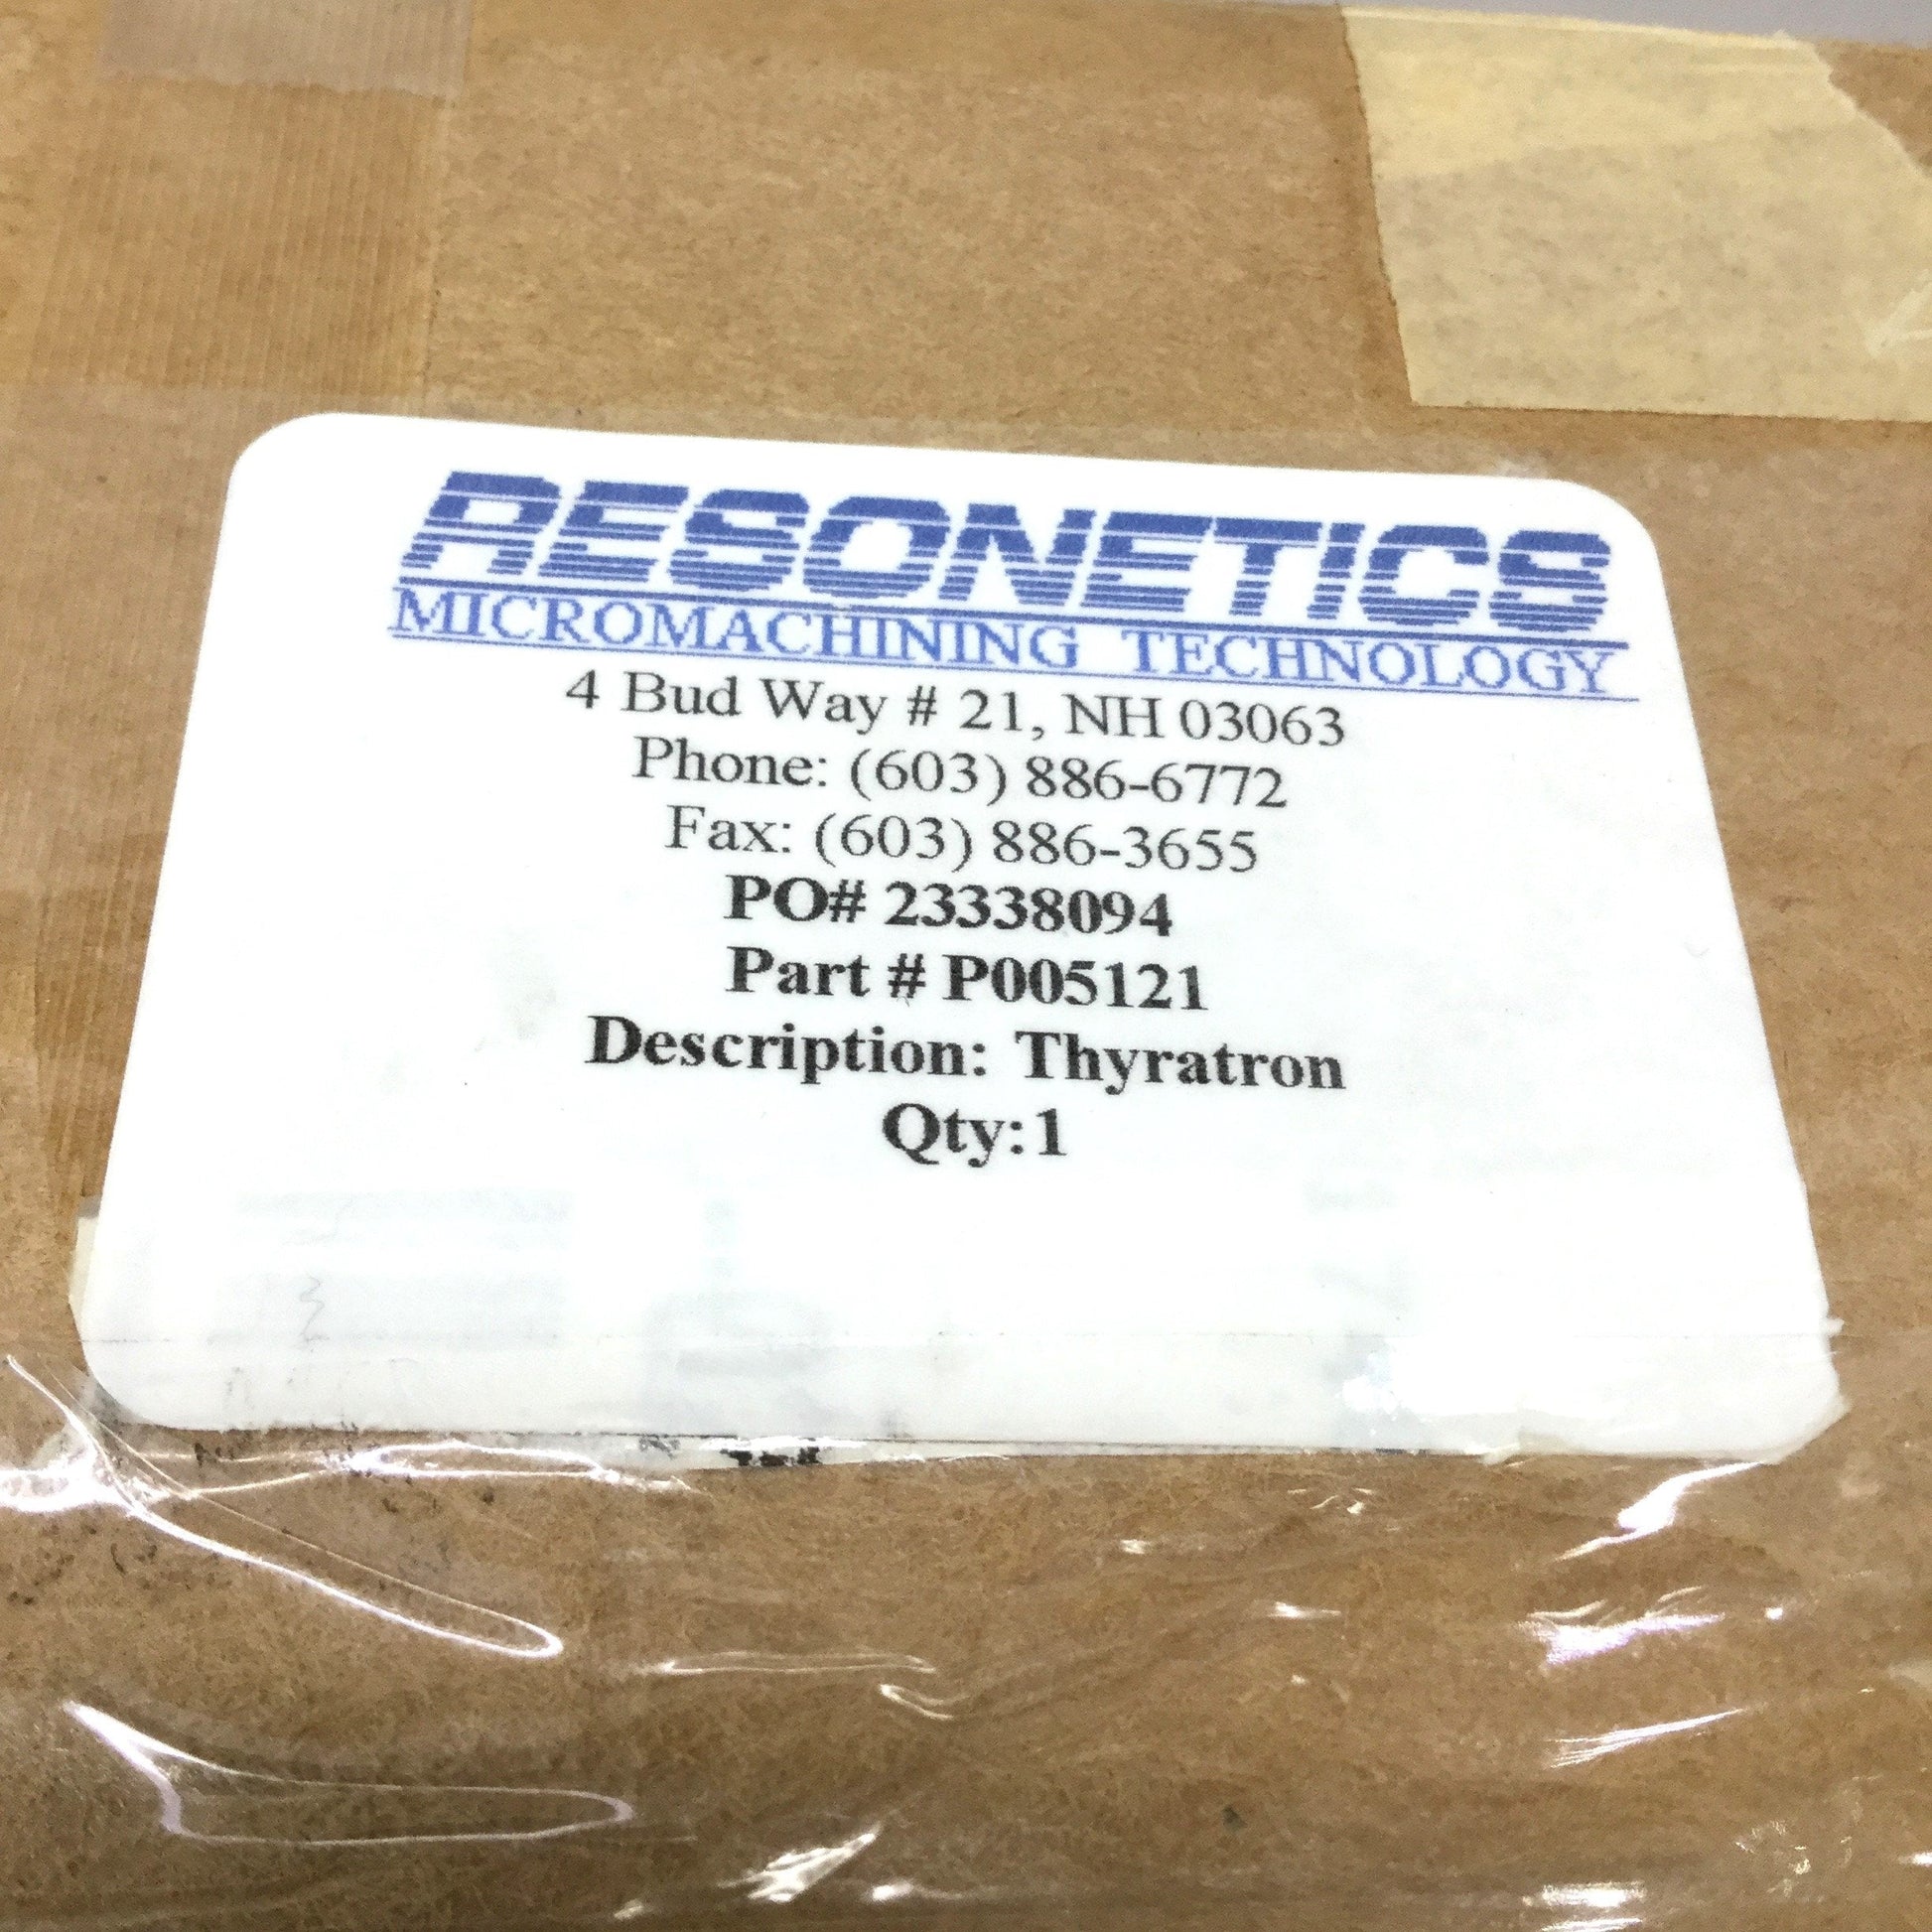 RESONETICS
MICROMACHINING TECHNOLOGY
4 Bud Way # 21, NH 03063
Phone: (603) 886-6772
Fax: (603) 886-3655
PO# 23338094
Part # P005121
Description: Thyratron
Qty:1